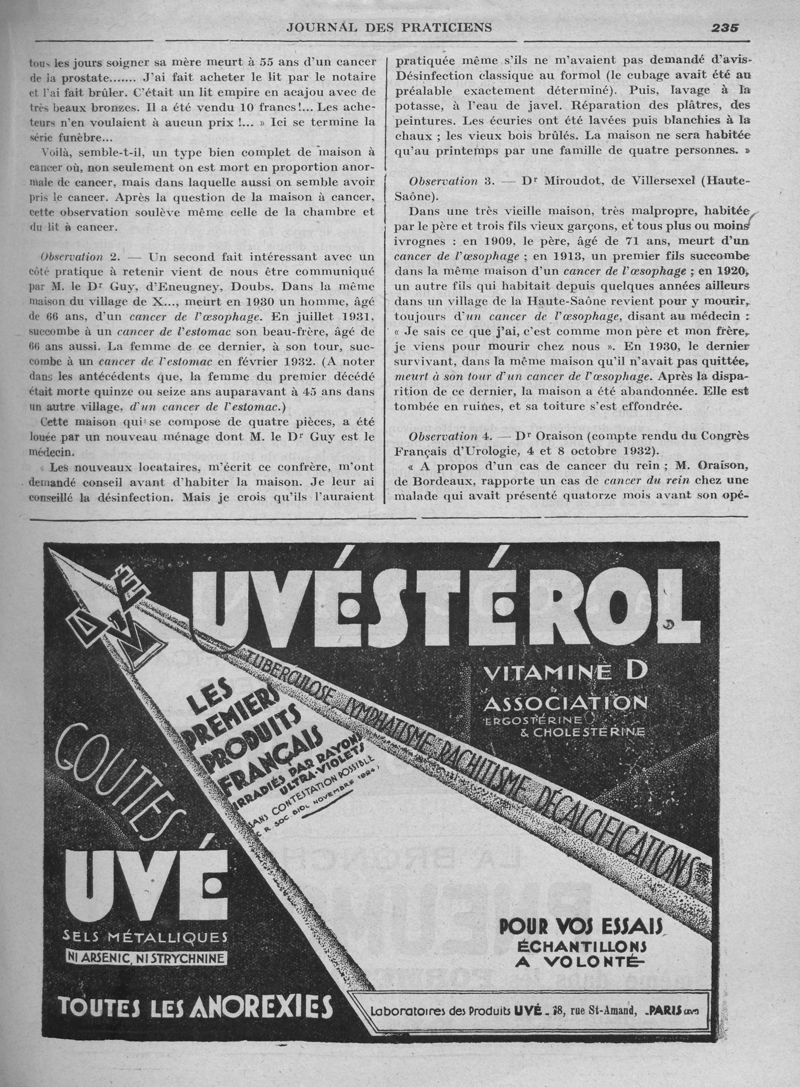 JOURNAL DES PRATICIENS
235
tous les jours soigner sa mère meurt à 55 ans d'un cancer
de la prostate....... J'ai fait acheter le lit par le notaire
et l'ai fait brûler. C'était un lit empire en acajou avec de
très beaux bronzes. Il a été vendu 10 francs!... Les ache-
teurs n'en voulaient à aucun prix !... » Ici se termine la
série funèbre...
Voilà, semble-t-il, un type bien complet de maison à
cancer où, non seulement on est mort en proportion anor-
male de cancer, mais dans laquelle aussi on semble avoir
pris le cancer. Après la question de la maison à cancer,
cette observation soulève même celle de la chambre et
du lit à cancer.
Observation 2. — Un second fait intéressant avec un
côté pratique à retenir vient de nous être communiqué
par M. le Dr Guy, d'Eneugney, Doubs. Dans la même
maison du village de X..., meurt en 1930 un homme, âgé
de 66 ans, d'un cancer de l'œsophage. En juillet 1931,
succombe à un cancer de l'estomac son beau-frère, âgé de
66 ans aussi. La femme de ce dernier, à son tour, suc-
combe à un cancer de l'estomac en février 1932. (A noter
dans les antécédents que, la femme du premier décédé
était morte quinze ou seize ans auparavant à 45 ans dans
un autre village, d'un cancer de l'estomac.)
Cette maison qui se compose de quatre pièces, a été
louée par un nouveau ménage dont M. le Dr Guy est le
médecin.
« Les nouveaux locataires, m'écrit ce confrère, m'ont
demandé conseil avant d'habiter la maison. Je leur ai
conseillé la désinfection. Mais je crois qu'ils l'auraient
pratiquée même s'ils ne m'avaient pas demandé d'avis-
Désinfection classique au formol (le cubage avait été au
préalable exactement déterminé). Puis, lavage à la
potasse, à l'eau de javel. Réparation des plâtres, des
peintures. Les écuries ont été lavées puis blanchies à la
chaux ; les vieux bois brûlés. La maison ne sera habitée
qu'au printemps par une famille de quatre personnes. »
Observation 3. — Dr Miroudot, de Villersexel (Haute-
Saône).
Dans une très vieille maison, très malpropre, habitée
par le père et trois fils vieux garçons, et tous plus ou moins
ivrognes : en 1909, le père, âgé de 71 ans, meurt d'un
cancer de l'œsophage ; en 1913, un premier fils succombe
dans la même maison d'un cancer de l'œsophage ; en 1920,
un autre fils qui habitait depuis quelques années ailleurs
dans un village de la Haute-Saône revient pour y mourir,
toujours d'un cancer de l'œsophage, disant au médecin :
« Je sais ce que j'ai, c'est comme mon père et mon frère,
je viens pour mourir chez nous ». En 1930, le dernier
survivant, dans la même maison qu'il n'avait pas quittée,
meurt à son tour d'un cancer de l'œsophage. Après la dispa-
rition de ce dernier, la maison a été abandonnée. Elle est
tombée en ruines, et sa toiture s'est effondrée.
Observation 4. — Dr Oraison (compte rendu du Congrès
Français d'Urologie, 4 et 8 octobre 1932).
« A propos d'un cas de cancer du rein ; M. Oraison,
de Bordeaux, rapporte un cas de cancer du rein chez une
malade qui avait présenté quatorze mois avant son opé-
UVÉ
UVÉSTÉROL
VITAMINE D
ASSOCIATION
ERGOSTÉRINE
& CHOLESTÉRINE
TUBERCULOSE LYMPHATISME RACHITISME DÉCALCIFICATIONS
LES
PREMIERS
PRODUITS
FRANÇAIS
IRRADIÉS PAR RAYONS
ULTRA-VIOLETS
SANS CONTESTATION POSSIBLE
C. R. SOC. BIOL NOVEMBRE 1924
GOUTTES
UVÉ
SELS MÉTALLIQUES
NI ARSENIC, NI STRYCHNINE
TOUTES LES ANOREXIES
POUR VOS ESSAIS
ÉCHANTILLONS
A VOLONTÉ
Laboratoires des Produits UVÉ - 38, rue St-Amand, - PARIS (XVe)